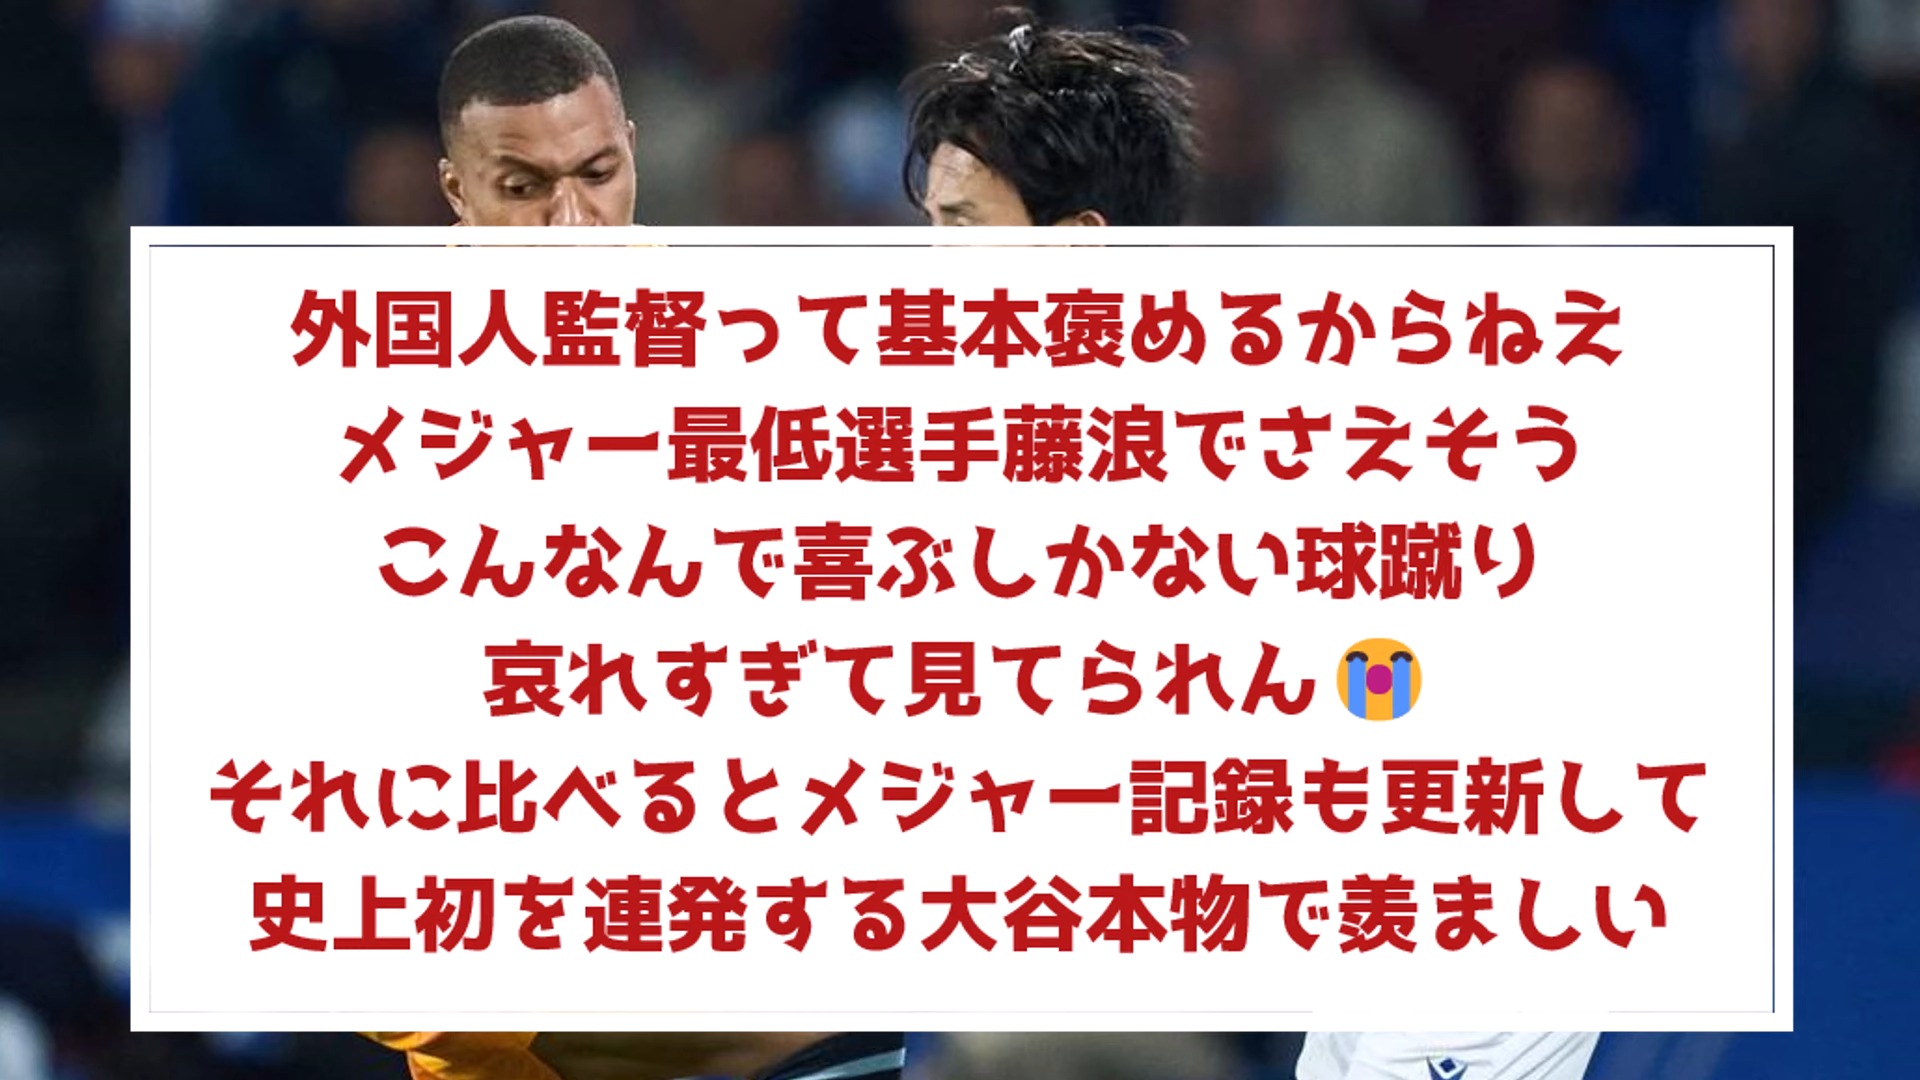 外国人監督って基本褒めるからねえ
メジャー最低選手藤浪でさえそう
こんなんで喜ぶしかない球蹴り
哀れすぎて見てられん😭
それに比べるとメジャー記録も更新して
史上初を連発する大谷本物で羨ましい